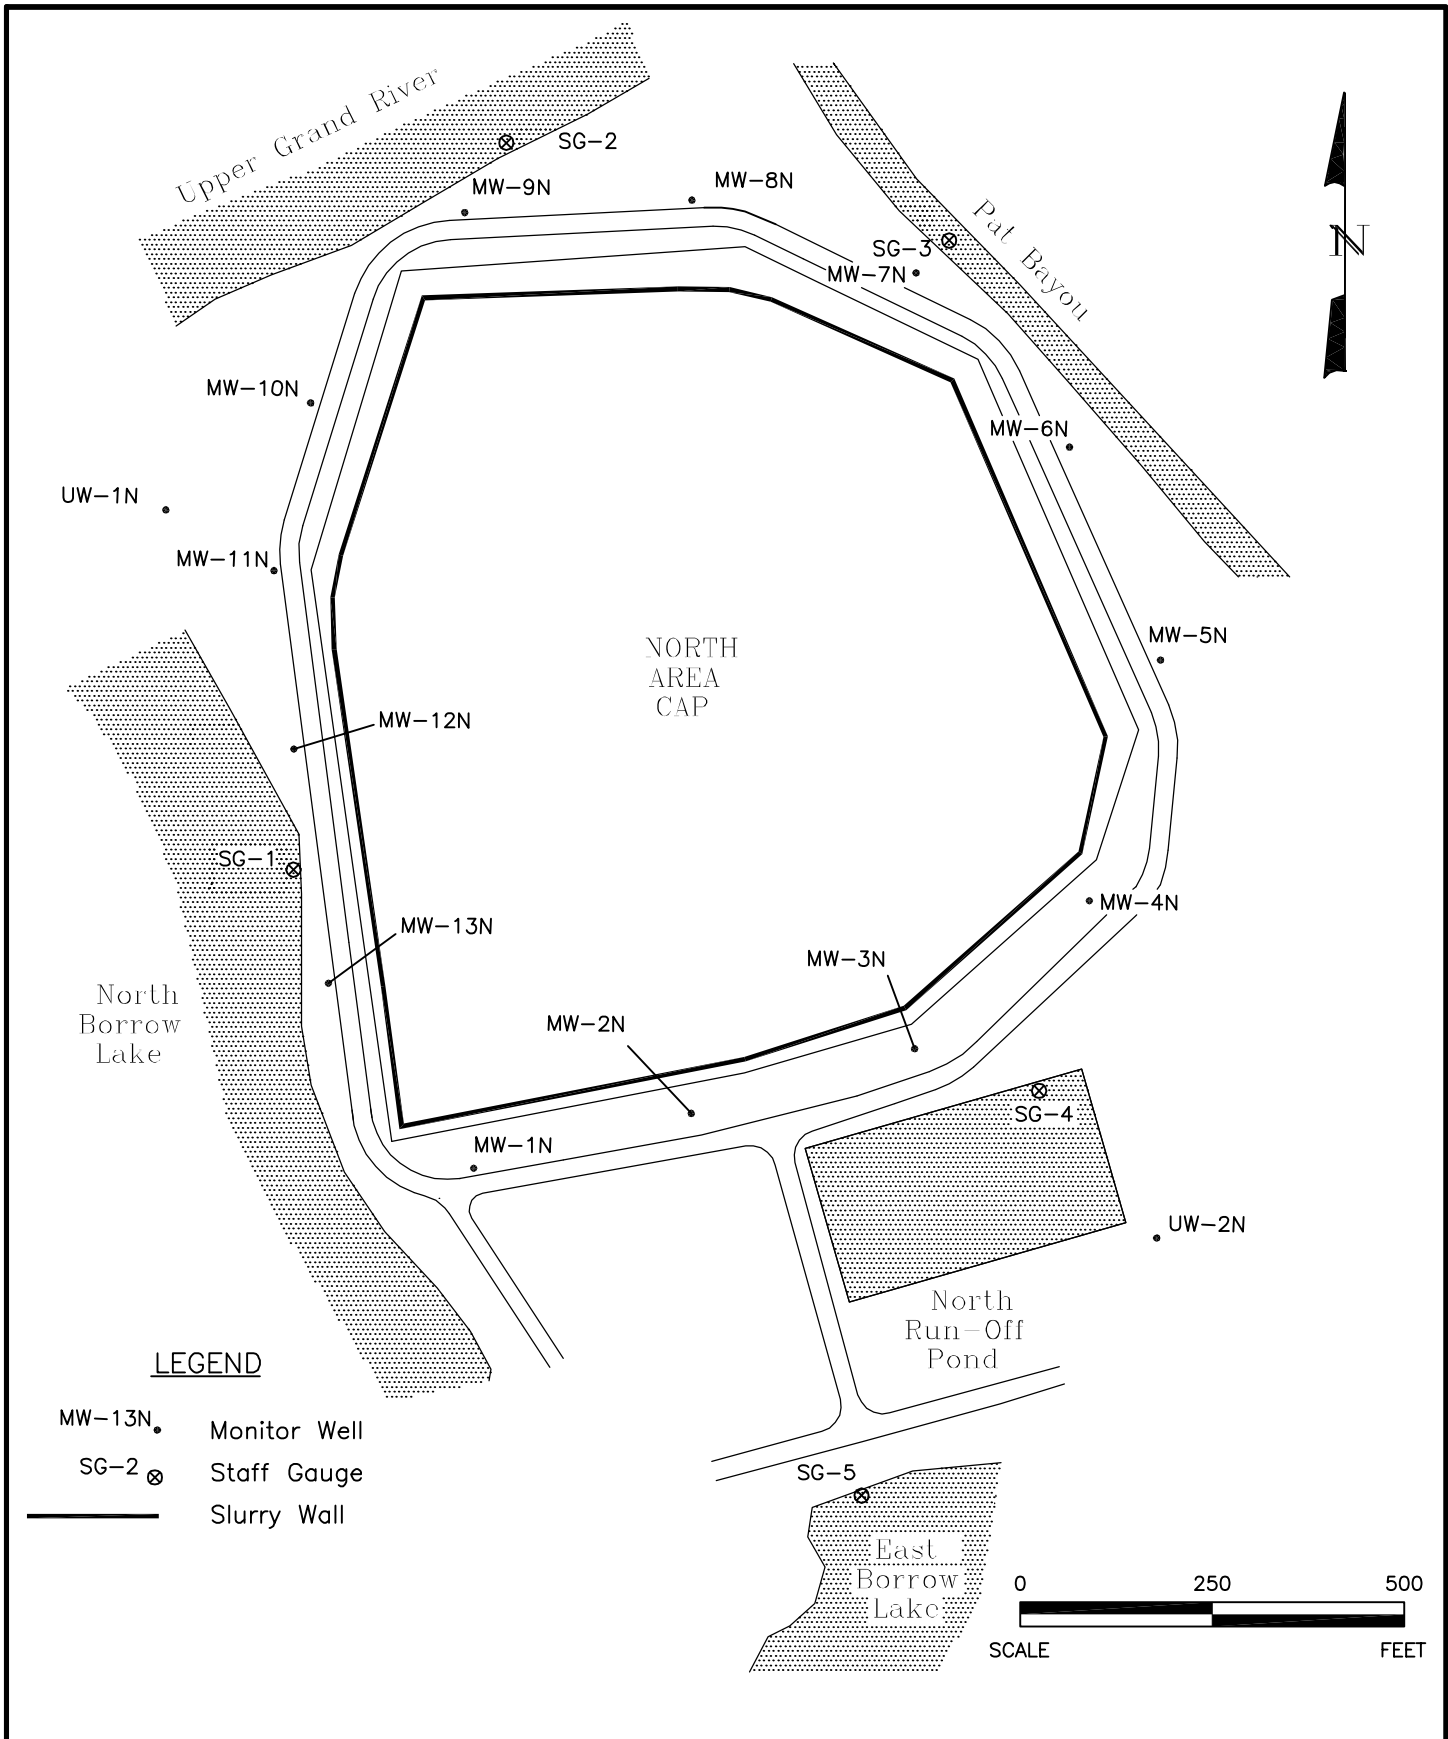 Upper Grand River
SG-2
MW-9N
MW-8N
Pat Bayou
SG-3
MW-7N
N
MW-10N
MW-6N
UW-1N
MW-11N
NORTH
AREA
CAP
MW-5N
MW-12N
SG-1
MW-13N
MW-4N
MW-3N
North
Borrow
Lake
MW-2N
SG-4
MW-1N
UW-2N
North
Run-Off
Pond
LEGEND
MW-13N Monitor Well
SG-2 Staff Gauge
Slurry Wall
SG-5
East
Borrow
Lake
0 250 500
SCALE FEET